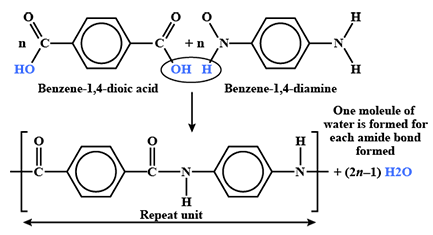 O O O H
n C C + n N N
HO OH H H
Benzene-1,4-dioic acid Benzene-1,4-diamine
One moleule of
water is formed for
each amide bond
formed
O O H
C C N N + (2n–1) H2O
H
Repeat unit